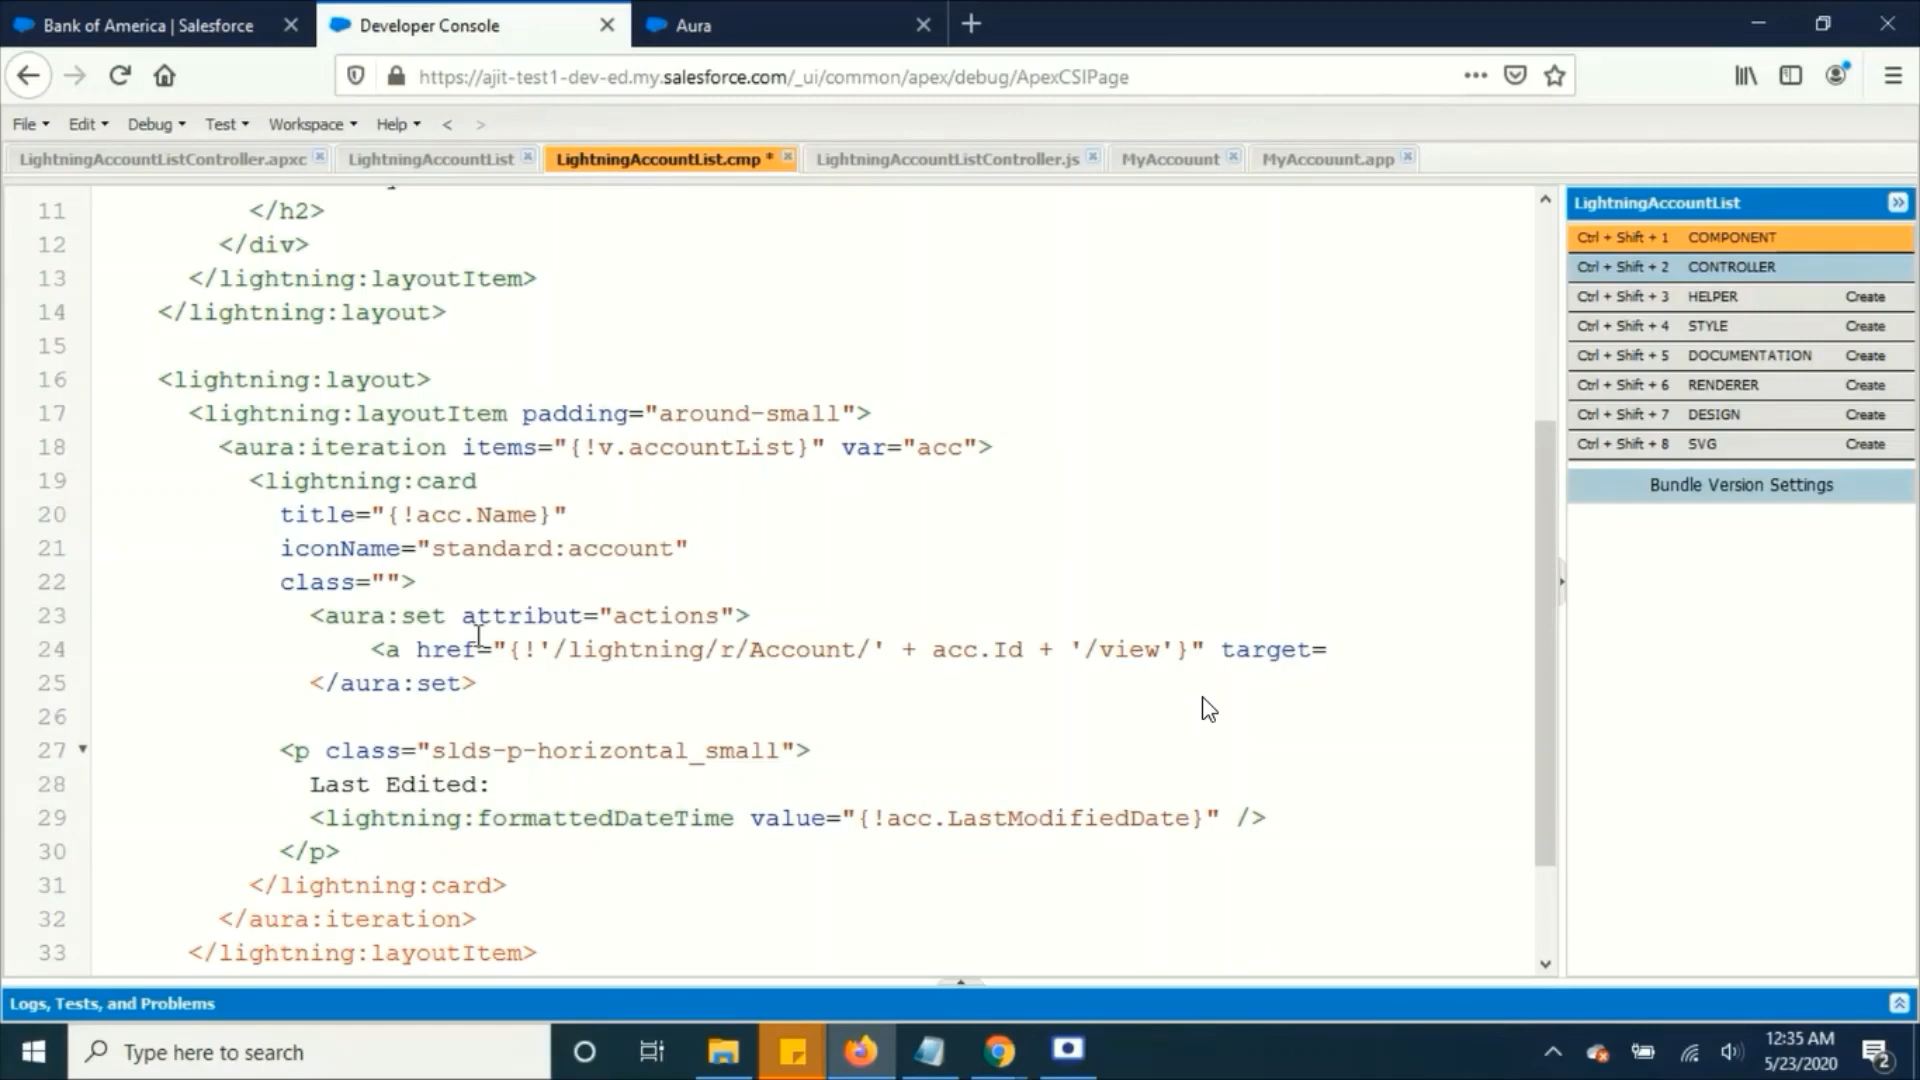 Bank of America | Salesforce
Developer Console
Aura
https://ajit-test1-dev-ed.my.salesforce.com/_ui/common/apex/debug/ApexCSIPage
File Edit Debug Test Workspace Help < >
LightningAccountListController.apxc LightningAccountList LightningAccountList.cmp * LightningAccountListController.js MyAccouunt MyAccouunt.app
11 </h2>
12 </div>
13 </lightning:layoutItem>
14 </lightning:layout>
15
16 <lightning:layout>
17 <lightning:layoutItem padding="around-small">
18 <aura:iteration items="{!v.accountList}" var="acc">
19 <lightning:card
20 title="{!acc.Name}"
21 iconName="standard:account"
22 class="">
23 <aura:set attribut="actions">
24 <a href="{!'/lightning/r/Account/' + acc.Id + '/view'}" target=
25 </aura:set>
26
27 <p class="slds-p-horizontal_small">
28 Last Edited:
29 <lightning:formattedDateTime value="{!acc.LastModifiedDate}" />
30 </p>
31 </lightning:card>
32 </aura:iteration>
33 </lightning:layoutItem>
LightningAccountList
Ctrl + Shift + 1 COMPONENT
Ctrl + Shift + 2 CONTROLLER
Ctrl + Shift + 3 HELPER Create
Ctrl + Shift + 4 STYLE Create
Ctrl + Shift + 5 DOCUMENTATION Create
Ctrl + Shift + 6 RENDERER Create
Ctrl + Shift + 7 DESIGN Create
Ctrl + Shift + 8 SVG Create
Bundle Version Settings
Logs, Tests, and Problems
Type here to search
12:35 AM
5/23/2020
2